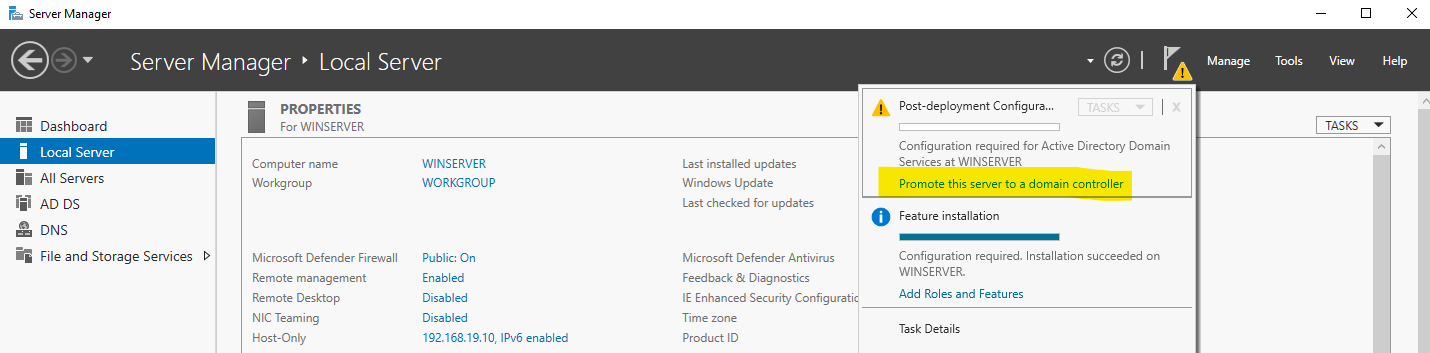 Server Manager
Server Manager ‣ Local Server
Manage Tools View Help
Dashboard
Local Server
All Servers
AD DS
DNS
File and Storage Services
PROPERTIES
For WINSERVER
TASKS
Computer name WINSERVER
Workgroup WORKGROUP
Last installed updates
Windows Update
Last checked for updates
Microsoft Defender Firewall Public: On
Remote management Enabled
Remote Desktop Disabled
NIC Teaming Disabled
Host-Only 192.168.19.10, IPv6 enabled
Microsoft Defender Antivirus
Feedback & Diagnostics
IE Enhanced Security Configuratio
Time zone
Product ID
Post-deployment Configura... TASKS X
Configuration required for Active Directory Domain
Services at WINSERVER
Promote this server to a domain controller
Feature installation
Configuration required. Installation succeeded on
WINSERVER.
Add Roles and Features
Task Details